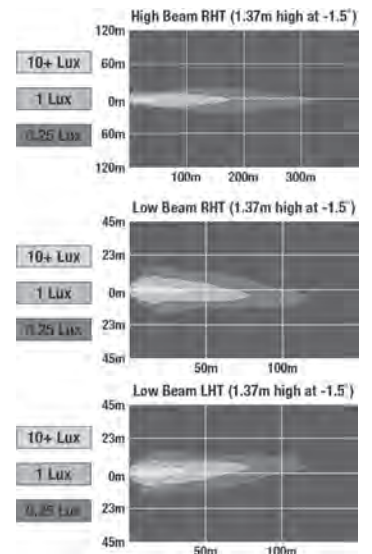 High Beam RHT (1.37m high at -1.5°)
120m
10+ Lux
60m
1 Lux
0m
0.25 Lux
60m
120m
100m 200m 300m
Low Beam RHT (1.37m high at -1.5°)
45m
10+ Lux
23m
1 Lux
0m
0.25 Lux
23m
45m
50m 100m
Low Beam LHT (1.37m high at -1.5°)
45m
10+ Lux
23m
1 Lux
0m
0.25 Lux
23m
45m
50m 100m